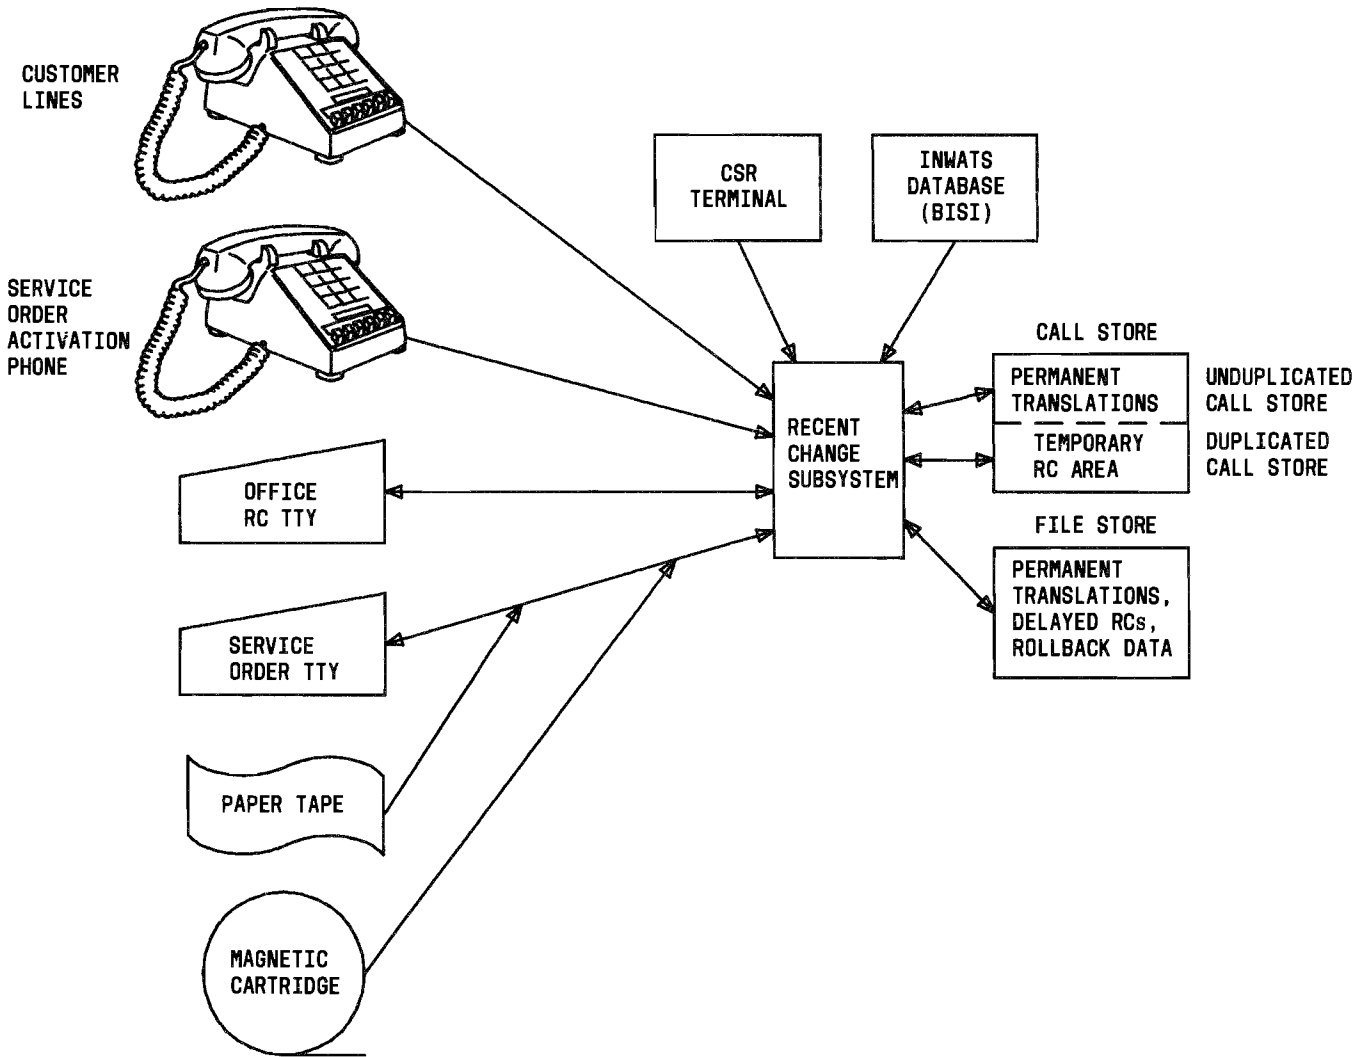 CUSTOMER
LINES
SERVICE
ORDER
ACTIVATION
PHONE
CSR
TERMINAL
INWATS
DATABASE
(BISI)
RECENT
CHANGE
SUBSYSTEM
CALL STORE
PERMANENT
TRANSLATIONS
UNDUPLICATED
CALL STORE
TEMPORARY
RC AREA
DUPLICATED
CALL STORE
FILE STORE
PERMANENT
TRANSLATIONS,
DELAYED RCs,
ROLLBACK DATA
OFFICE
RC TTY
SERVICE
ORDER TTY
PAPER TAPE
MAGNETIC
CARTRIDGE